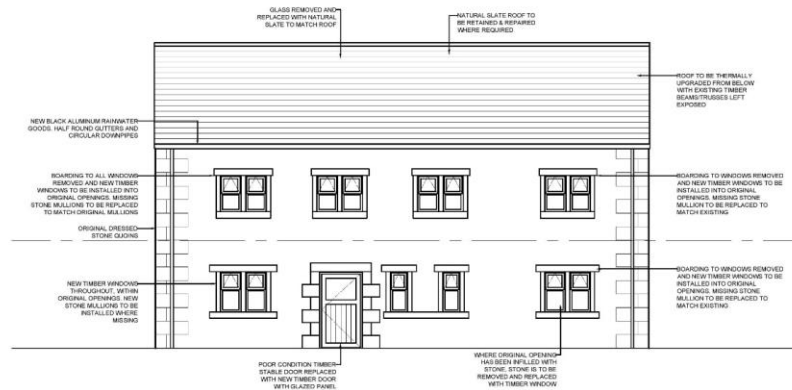 GLASS REMOVED AND
REPLACED WITH NATURAL
SLATE TO MATCH ROOF
NATURAL SLATE ROOF TO
BE RETAINED & REPAIRED
WHERE REQUIRED
ROOF TO BE THERMALLY
UPGRADED FROM BELOW
WITH EXISTING TIMBER
BEAMS/TRUSSES LEFT
EXPOSED
NEW BLACK ALUMINUM RAINWATER
GOODS. HALF ROUND GUTTERS AND
CIRCULAR DOWNPIPES
BOARDING TO ALL WINDOWS
REMOVED AND NEW TIMBER
WINDOWS TO BE INSTALLED INTO
ORIGINAL OPENINGS. MISSING
STONE MULLIONS TO BE REPLACED
TO MATCH ORIGINAL MULLIONS
BOARDING TO WINDOWS REMOVED
AND NEW TIMBER WINDOWS TO BE
INSTALLED INTO ORIGINAL
OPENINGS. MISSING STONE
MULLION TO BE REPLACED TO
MATCH EXISTING
ORIGINAL DRESSED
STONE QUOINS
NEW TIMBER WINDOWS
THROUGHOUT, WITHIN
ORIGINAL OPENINGS. NEW
STONE MULLIONS TO BE
INSTALLED WHERE
MISSING
BOARDING TO WINDOWS REMOVED
AND NEW TIMBER WINDOWS TO BE
INSTALLED INTO ORIGINAL
OPENINGS. MISSING STONE
MULLION TO BE REPLACED TO
MATCH EXISTING
POOR CONDITION TIMBER
STABLE DOOR REPLACED
WITH NEW TIMBER DOOR
WITH GLAZED PANEL
WHERE ORIGINAL OPENING
HAS BEEN INFILLED WITH
STONE, STONE IS TO BE
REMOVED AND REPLACED
WITH TIMBER WINDOW